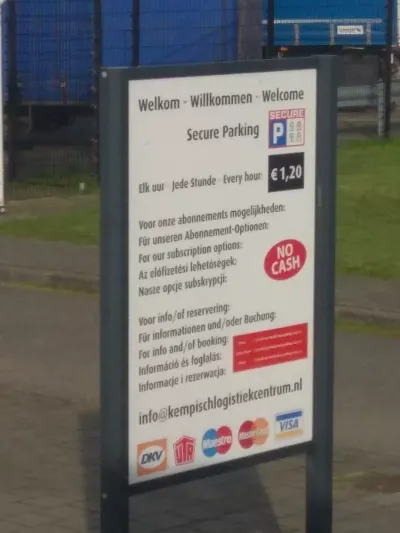 Welkom - Willkommen - Welcome
Secure Parking
SECURE
P
Elk uur - Jede Stunde - Every hour:
€ 1,20
Voor onze abonnements mogelijkheden:
Für unseren Abonnement-Optionen:
For our subscription options:
Az előfizetési lehetőségek:
Nasze opcje subskrypcji:
NO
CASH
Voor info/of reservering:
Für informationen und/oder Buchung:
For info and/of booking:
Információ és foglalás:
Informacje i rezerwacja:
info@kempischlogistiekcentrum.nl
DKV
UTA
Maestro
MasterCard
VISA